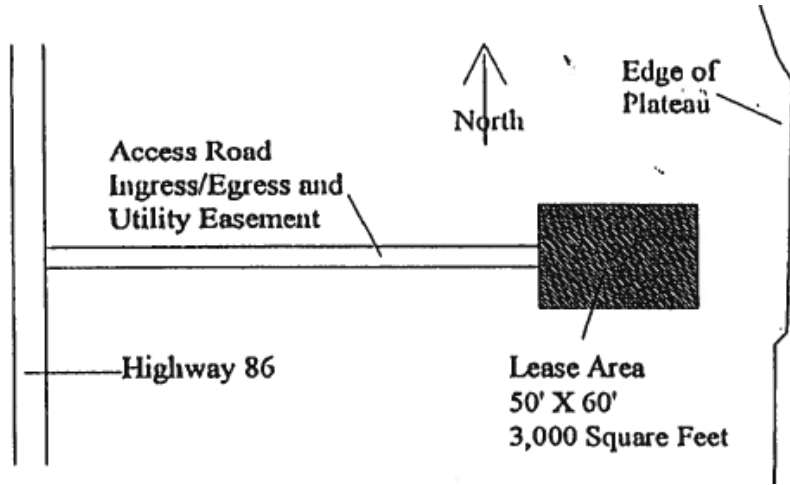 Edge of
Plateau
North
Access Road
Ingress/Egress and
Utility Easement
Highway 86
Lease Area
50' X 60'
3,000 Square Feet